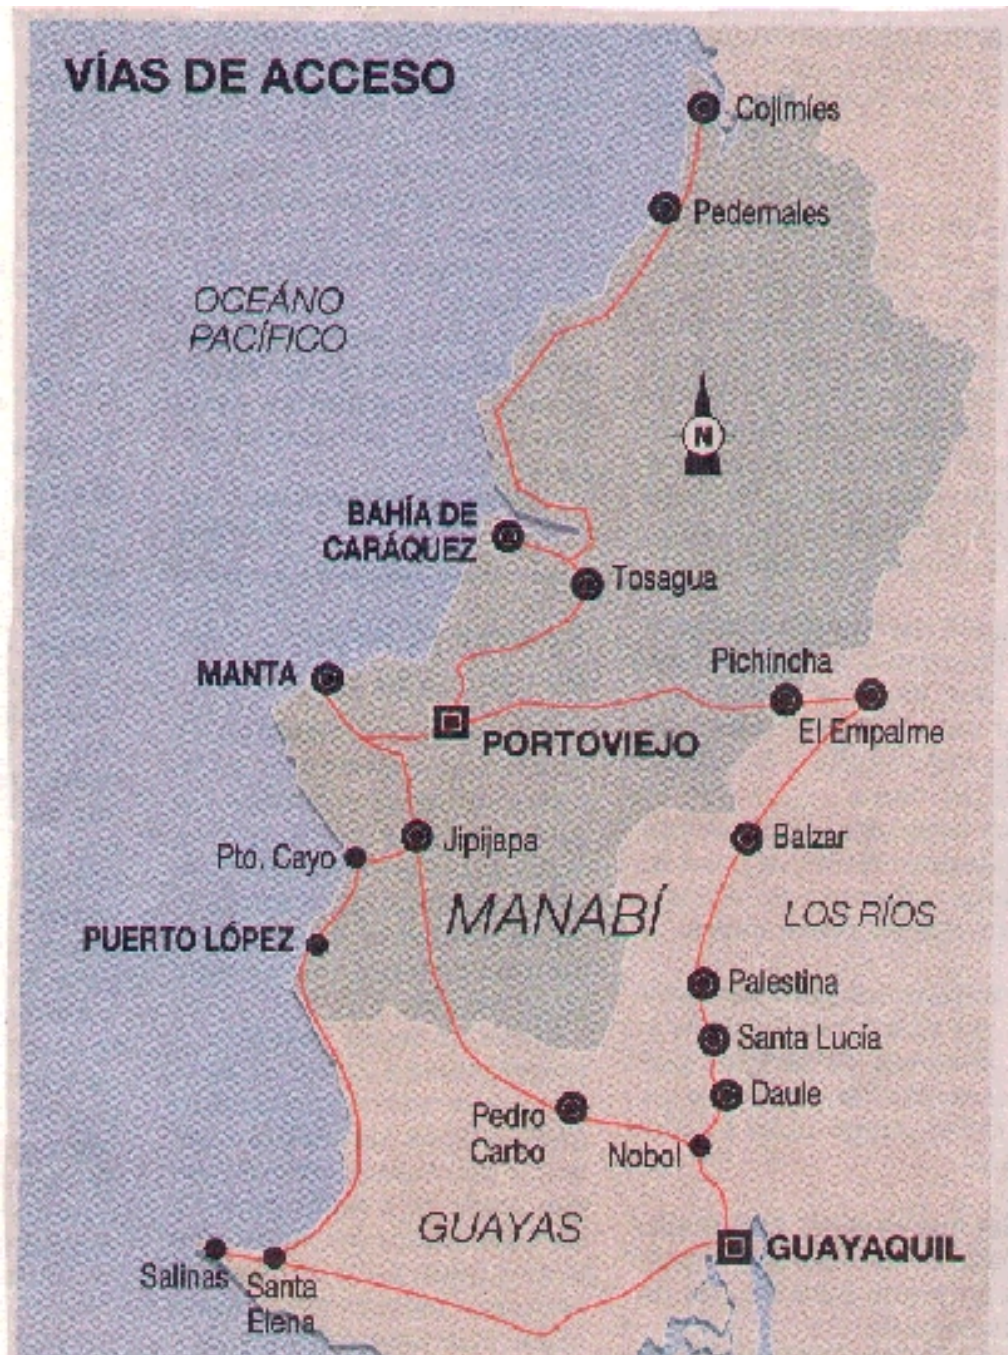 VÍAS DE ACCESO
Cojimíes
Pedernales
OCEÁNO
PACÍFICO
N
BAHÍA DE
CARÁQUEZ
Tosagua
MANTA
Pichincha
El Empalme
PORTOVIEJO
Jipijapa
Balzar
Pto. Cayo
MANABÍ
LOS RÍOS
PUERTO LÓPEZ
Palestina
Santa Lucía
Daule
Pedro
Carbo
Nobol
GUAYAS
GUAYAQUIL
Salinas
Santa
Elena